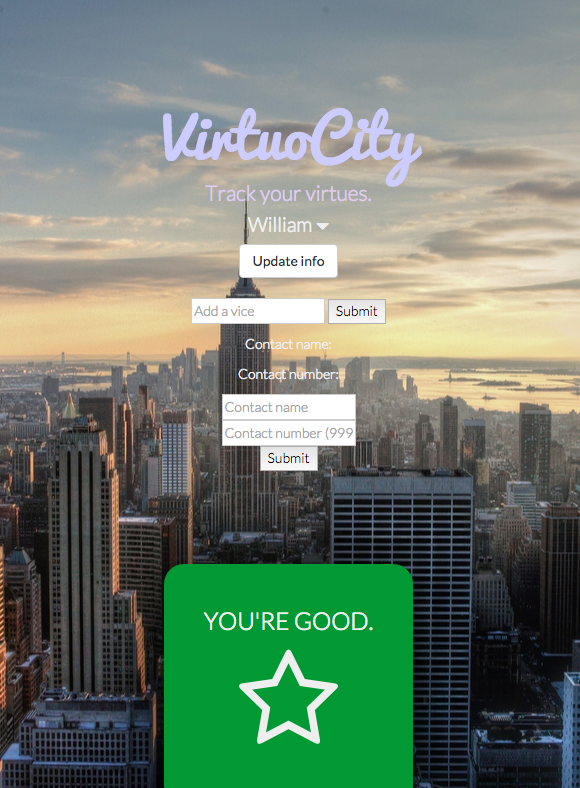 VirtuoCity
Track your virtues.
William
Update info
Add a vice
Submit
Contact name:
Contact number:
Contact name
Contact number (999
Submit
YOU'RE GOOD.